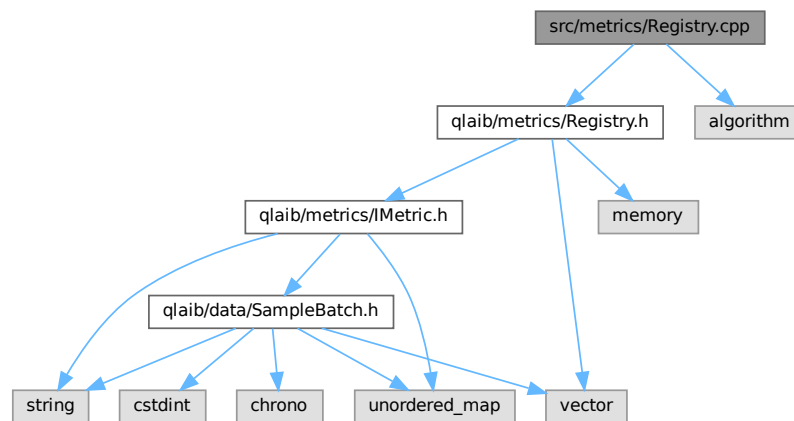 src/metrics/Registry.cpp
qlaib/metrics/Registry.h
algorithm
qlaib/metrics/IMetric.h
memory
qlaib/data/SampleBatch.h
string
cstdint
chrono
unordered_map
vector